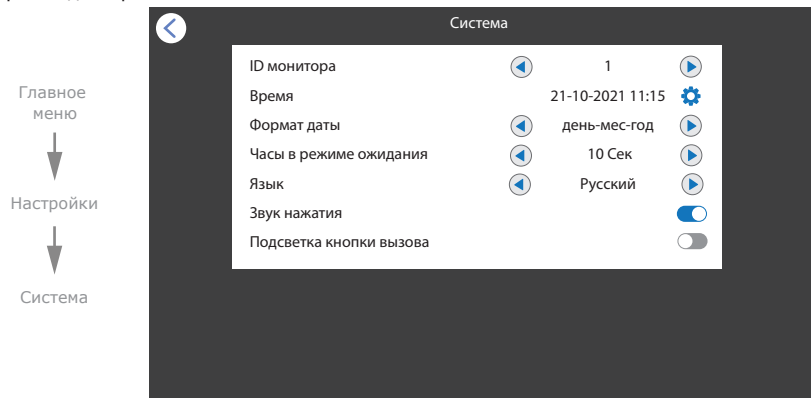 Главное
меню
Настройки
Система
Система
ID монитора 1
Время 21-10-2021 11:15
Формат даты день-мес-год
Часы в режиме ожидания 10 Сек
Язык Русский
Звук нажатия
Подсветка кнопки вызова